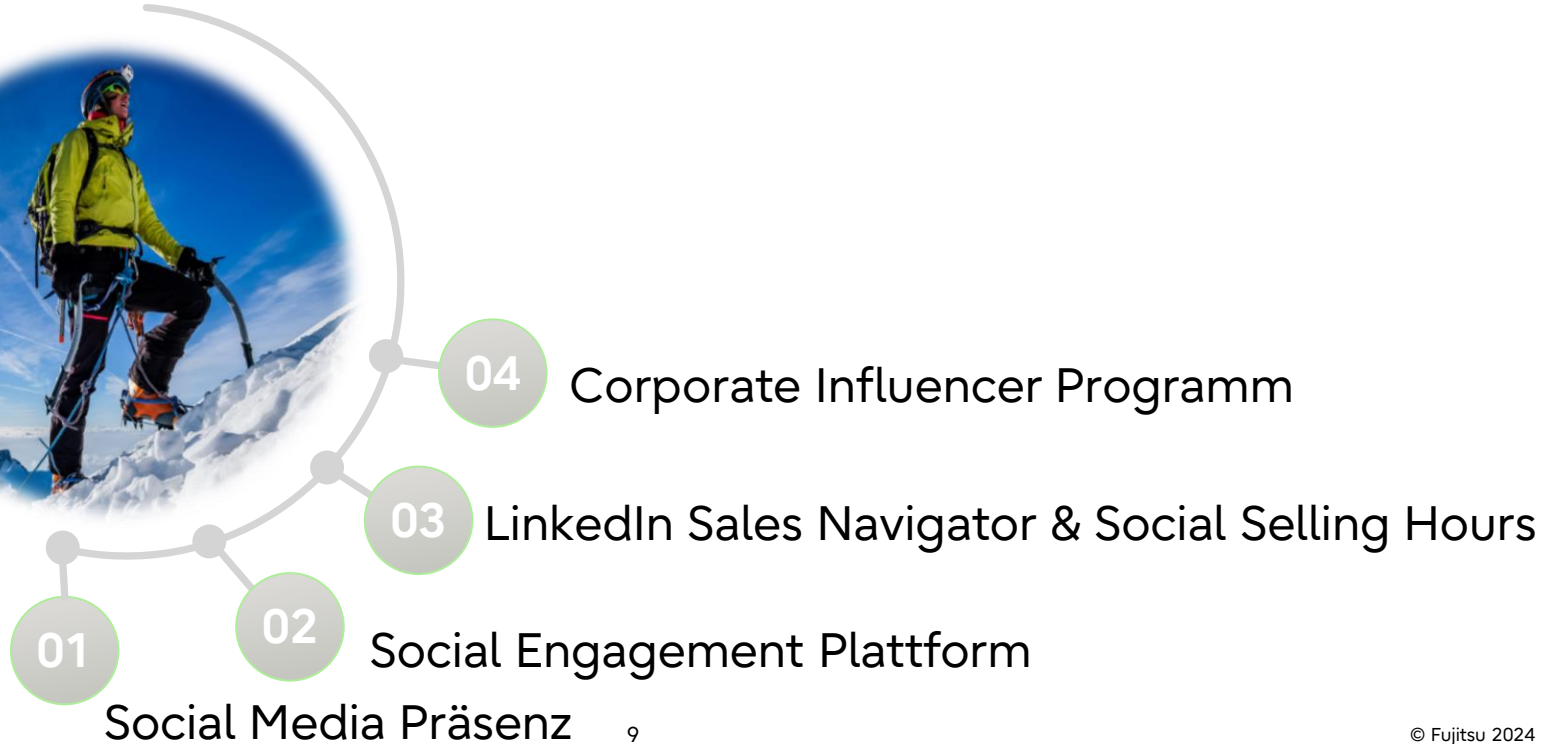 04
Corporate Influencer Programm
03
LinkedIn Sales Navigator & Social Selling Hours
02
Social Engagement Plattform
01
Social Media Präsenz
9
© Fujitsu 2024